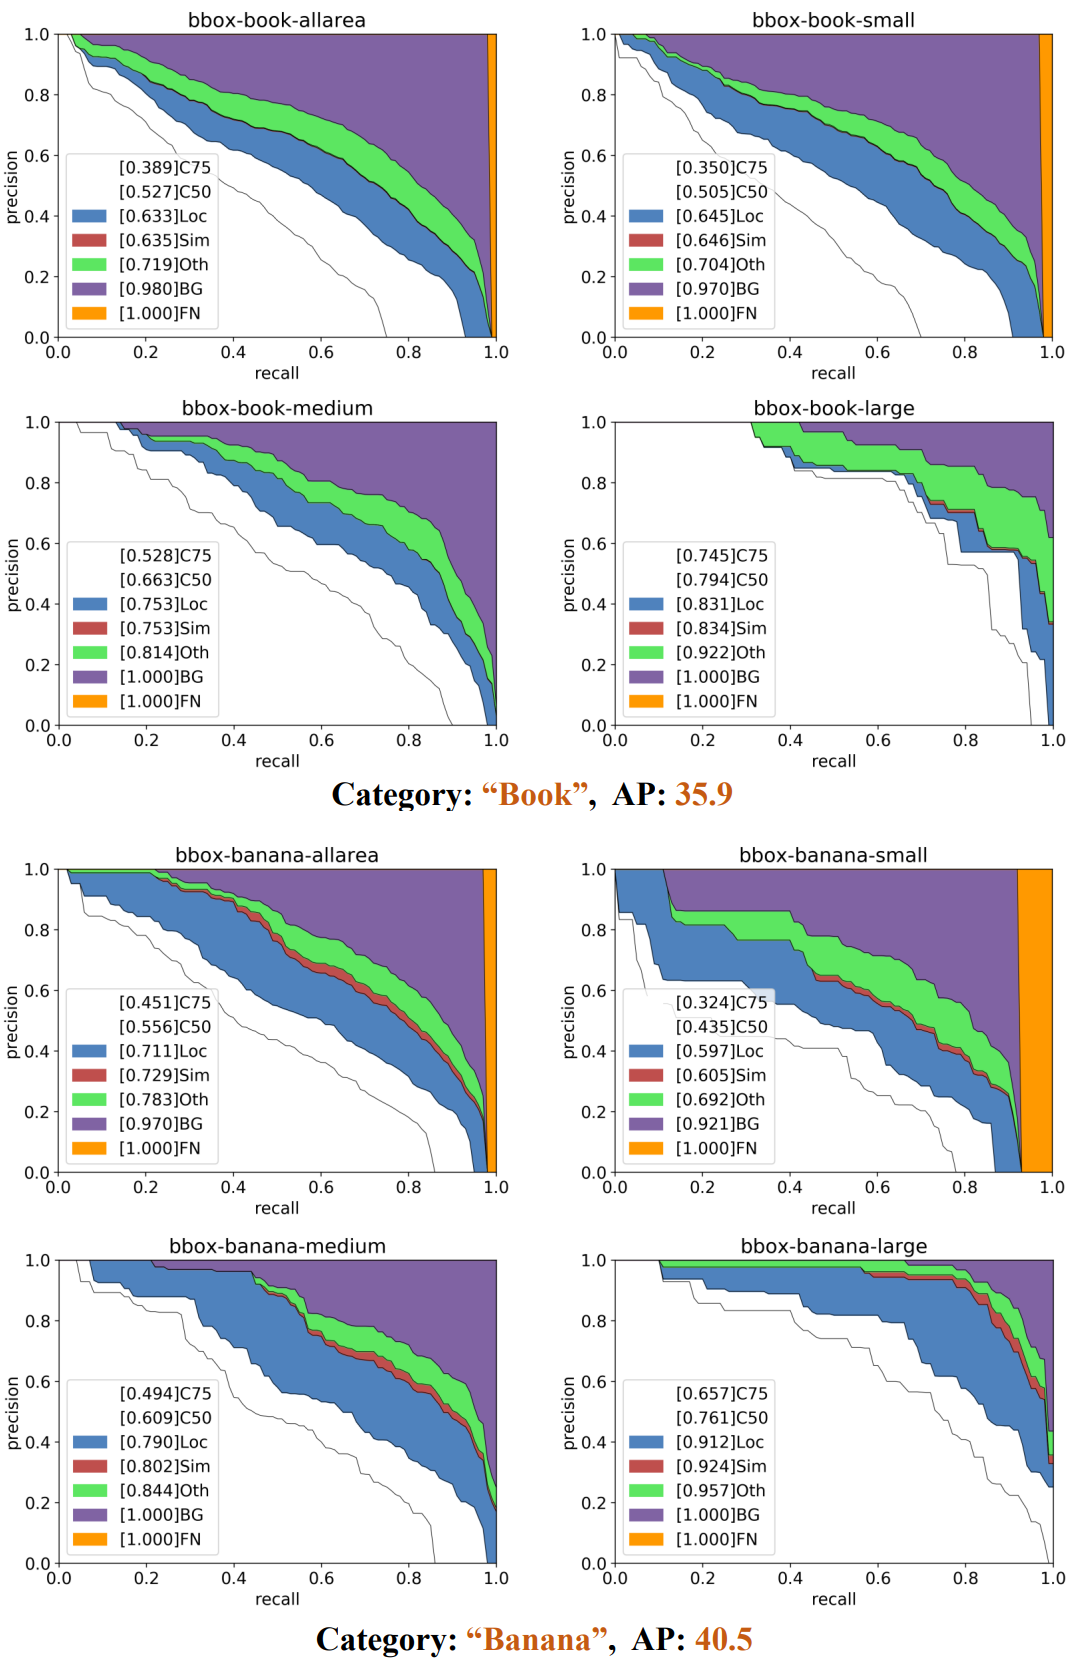 bbox-book-allarea
1.0
0.8
0.6
0.4
0.2
0.0
precision
[0.389]C75
[0.527]C50
[0.633]Loc
[0.635]Sim
[0.719]Oth
[0.980]BG
[1.000]FN
0.0 0.2 0.4 0.6 0.8 1.0
recall
bbox-book-small
1.0
0.8
0.6
0.4
0.2
0.0
precision
[0.350]C75
[0.505]C50
[0.645]Loc
[0.646]Sim
[0.704]Oth
[0.970]BG
[1.000]FN
0.0 0.2 0.4 0.6 0.8 1.0
recall
bbox-book-medium
1.0
0.8
0.6
0.4
0.2
0.0
precision
[0.528]C75
[0.663]C50
[0.753]Loc
[0.753]Sim
[0.814]Oth
[1.000]BG
[1.000]FN
0.0 0.2 0.4 0.6 0.8 1.0
recall
bbox-book-large
1.0
0.8
0.6
0.4
0.2
0.0
precision
[0.745]C75
[0.794]C50
[0.831]Loc
[0.834]Sim
[0.922]Oth
[1.000]BG
[1.000]FN
0.0 0.2 0.4 0.6 0.8 1.0
recall
Category: “Book”, AP: 35.9
bbox-banana-allarea
1.0
0.8
0.6
0.4
0.2
0.0
precision
[0.451]C75
[0.556]C50
[0.711]Loc
[0.729]Sim
[0.783]Oth
[0.970]BG
[1.000]FN
0.0 0.2 0.4 0.6 0.8 1.0
recall
bbox-banana-small
1.0
0.8
0.6
0.4
0.2
0.0
precision
[0.324]C75
[0.435]C50
[0.597]Loc
[0.605]Sim
[0.692]Oth
[0.921]BG
[1.000]FN
0.0 0.2 0.4 0.6 0.8 1.0
recall
bbox-banana-medium
1.0
0.8
0.6
0.4
0.2
0.0
precision
[0.494]C75
[0.609]C50
[0.790]Loc
[0.802]Sim
[0.844]Oth
[1.000]BG
[1.000]FN
0.0 0.2 0.4 0.6 0.8 1.0
recall
bbox-banana-large
1.0
0.8
0.6
0.4
0.2
0.0
precision
[0.657]C75
[0.761]C50
[0.912]Loc
[0.924]Sim
[0.957]Oth
[1.000]BG
[1.000]FN
0.0 0.2 0.4 0.6 0.8 1.0
recall
Category: “Banana”, AP: 40.5